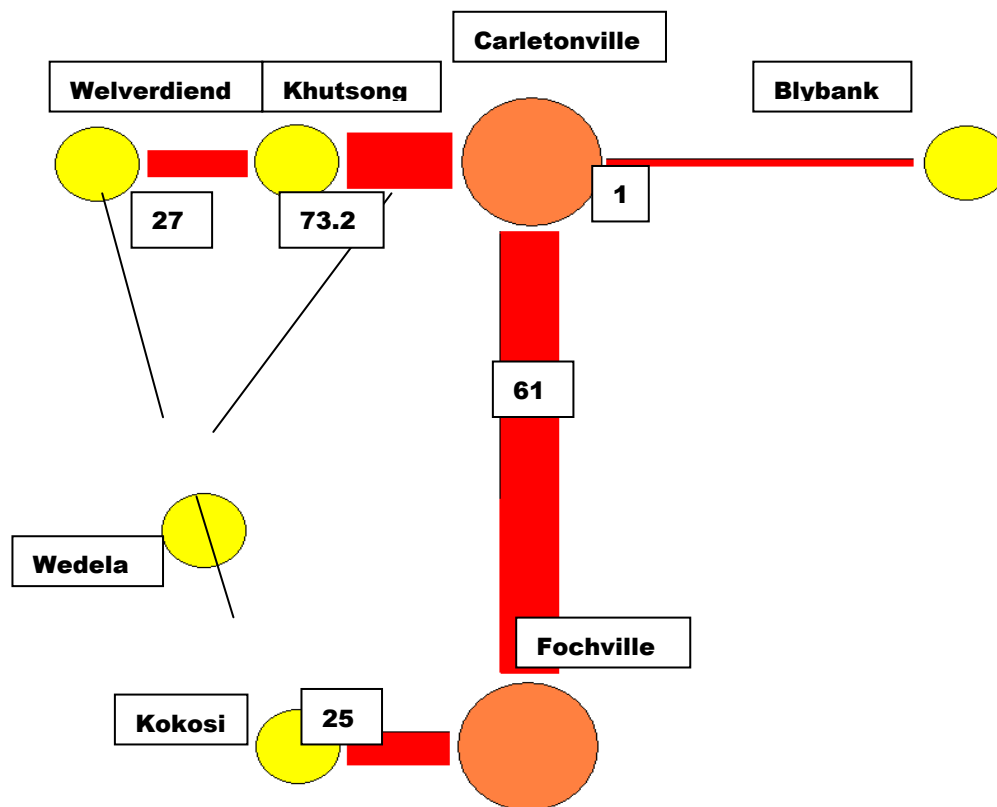 Carletonville
Welverdiend
Khutsong
Blybank
27
73.2
1
61
Wedela
Fochville
Kokosi
25